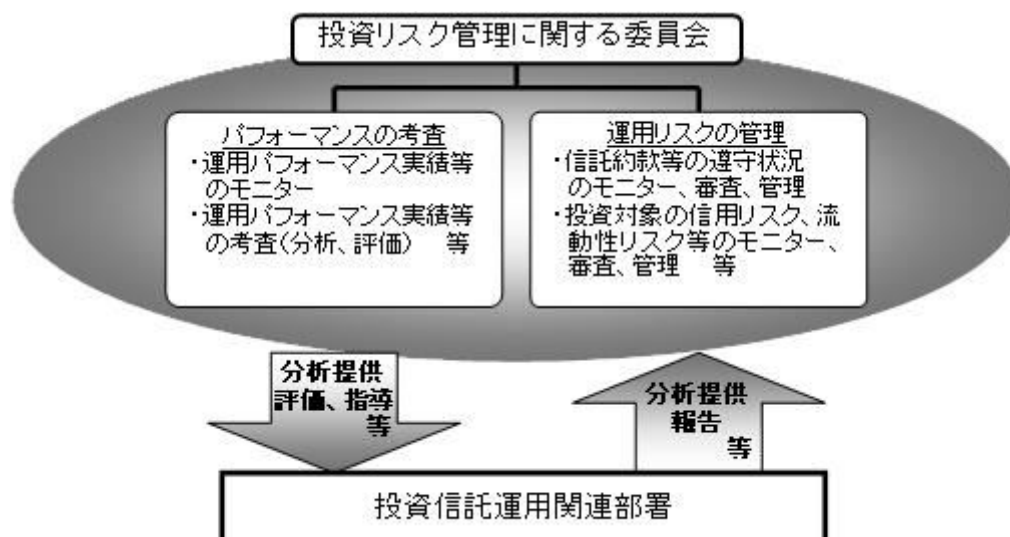 投資リスク管理に関する委員会
パフォーマンスの考査
・運用パフォーマンス実績等
のモニター
・運用パフォーマンス実績等
の考査(分析、評価) 等
運用リスクの管理
・信託約款等の遵守状況
のモニター、審査、管理
・投資対象の信用リスク、流
動性リスク等のモニター、
審査、管理 等
分析提供
評価、指導
等
分析提供
報告
等
投資信託運用関連部署